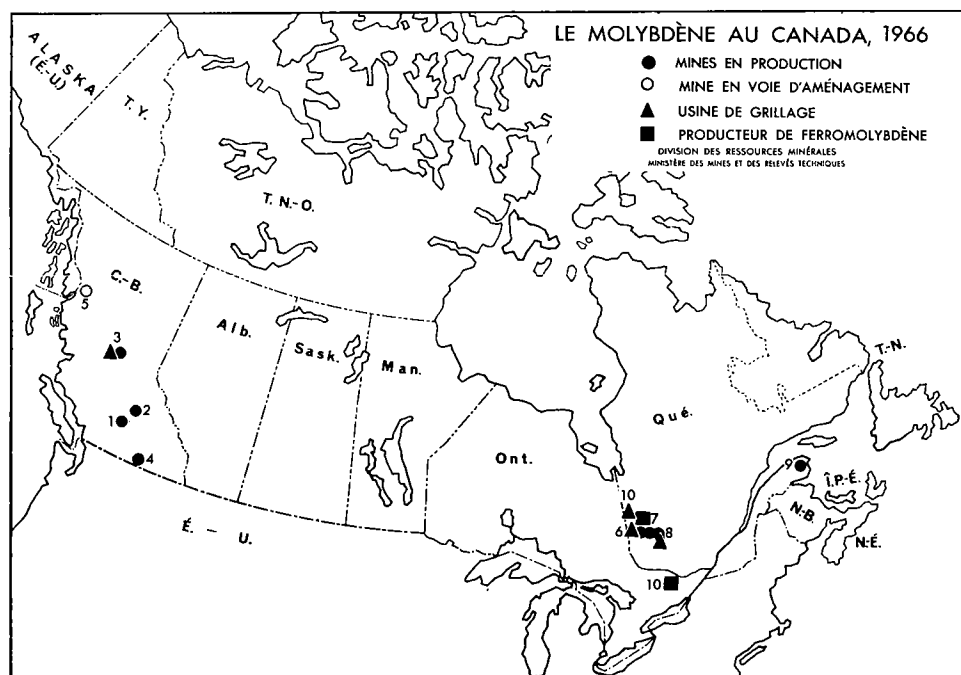 LE MOLYBDÈNE AU CANADA, 1966
MINES EN PRODUCTION
MINE EN VOIE D'AMÉNAGEMENT
USINE DE GRILLAGE
PRODUCTEUR DE FERROMOLYBDÈNE
DIVISION DES RESSOURCES MINÉRALES
MINISTÈRE DES MINES ET DES RELEVÉS TECHNIQUES
ALASKA
(É.-U.)
T.Y.
T.N.-O.
C.-B.
5
3
2
1
4
Alb.
Sask.
Man.
Ont.
Qué.
T.-N.
É. – U.
10
7
6
8
10
9
Î.P.-É.
N.-B.
N.-É.